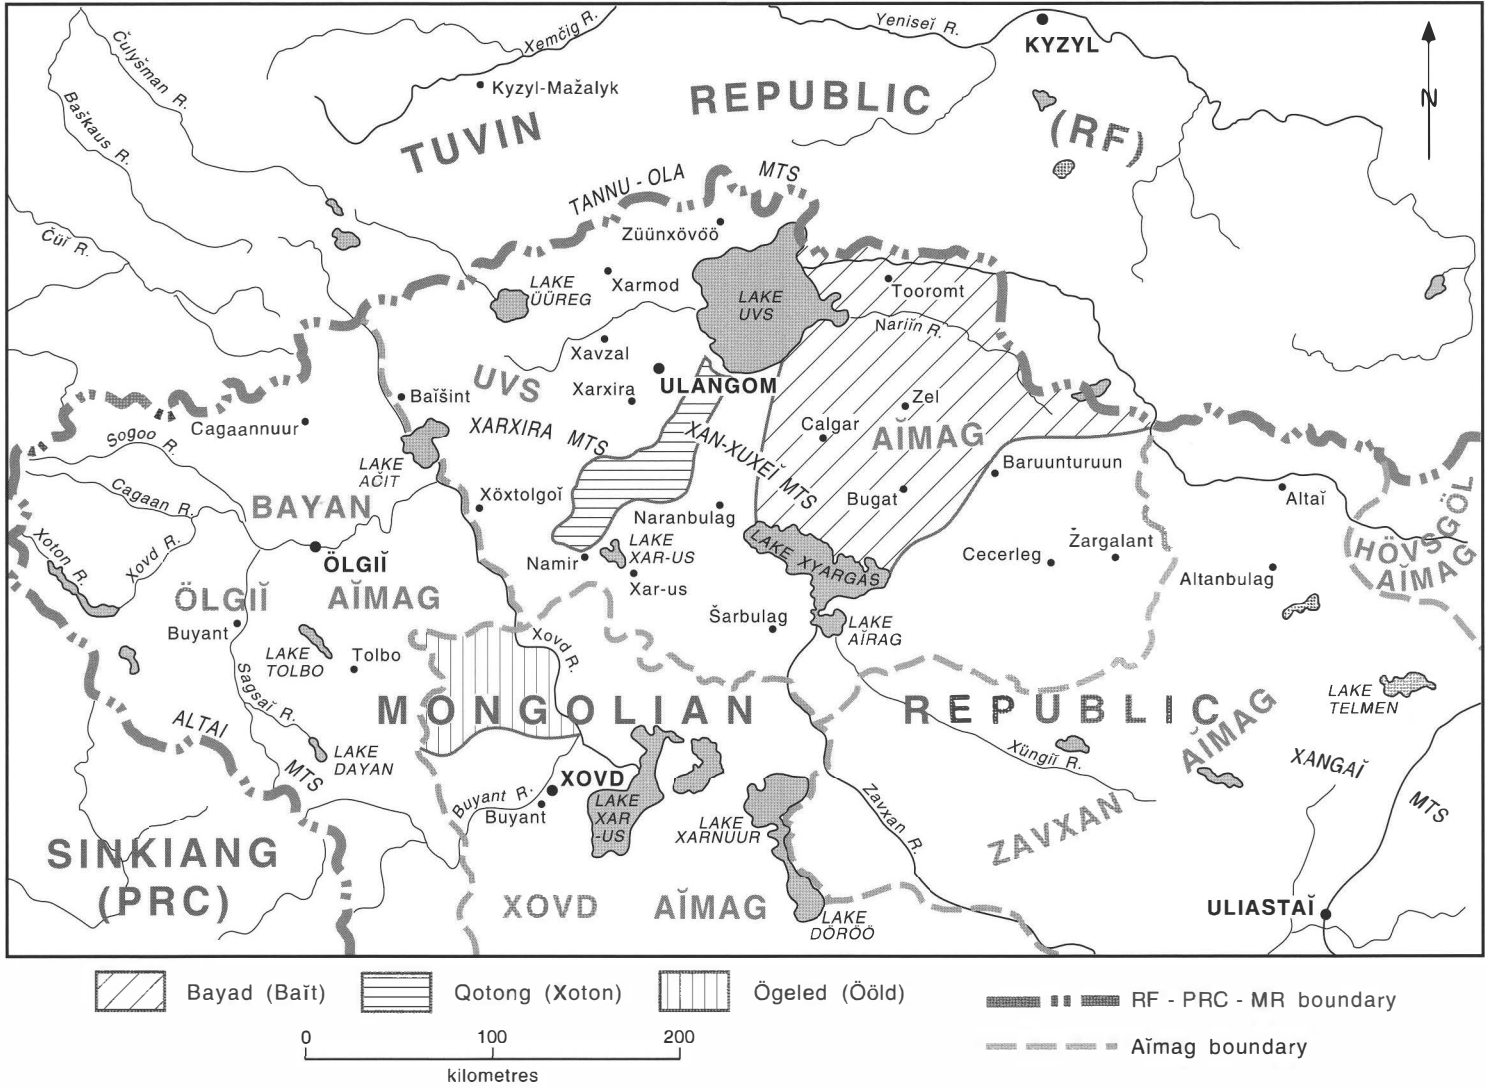 Yeniseĭ R.
KYZYL
Xemčig R.
Čulyšman R.
Baškaus R.
Kyzyl-Mažalyk
TUVIN
REPUBLIC
(RF)
N
TANNU - OLA
MTS
Čüĭ R.
Züünxövöö
LAKE
ÜÜREG
Xarmod
LAKE
UVS
Tooromt
Nariĭn R.
Xavzal
UVS
ULANGOM
Xarxira
Baĭšint
Zel
Cagaannuur
XARXIRA MTS
XAN-XUXEĬ MTS
Calgar
AĬMAG
Sogoo R.
LAKE
AČIT
Baruunturuun
Cagaan R.
BAYAN
Xöxtolgoĭ
Naranbulag
Bugat
Altaĭ
Xoton R.
Xovd R.
ÖLGIĬ
LAKE
XAR-US
Namir
Xar-us
LAKE XYARGAS
Cecerleg
Žargalant
HÖVSGÖL
AĬMAG
Altanbulag
ÖLGIĬ
AĬMAG
Buyant
Šarbulag
LAKE
AĬRAG
Xovd R.
LAKE
TOLBO
Tolbo
Sagsaĭ R.
MONGOLIAN
REPUBLIC
LAKE
TELMEN
ALTAI
MTS
LAKE
DAYAN
Xüngiĭ R.
AĬMAG
XANGAĬ
MTS
XOVD
Buyant R.
Buyant
LAKE
XAR
-US
LAKE
XARNUUR
Zavxan R.
ZAVXAN
SINKIANG
(PRC)
XOVD
AĬMAG
LAKE
DÖRÖÖ
ULIASTAĬ
Bayad (Baĭt)
Qotong (Xoton)
Ögeled (Ööld)
RF - PRC - MR boundary
Aĭmag boundary
0 100 200
kilometres